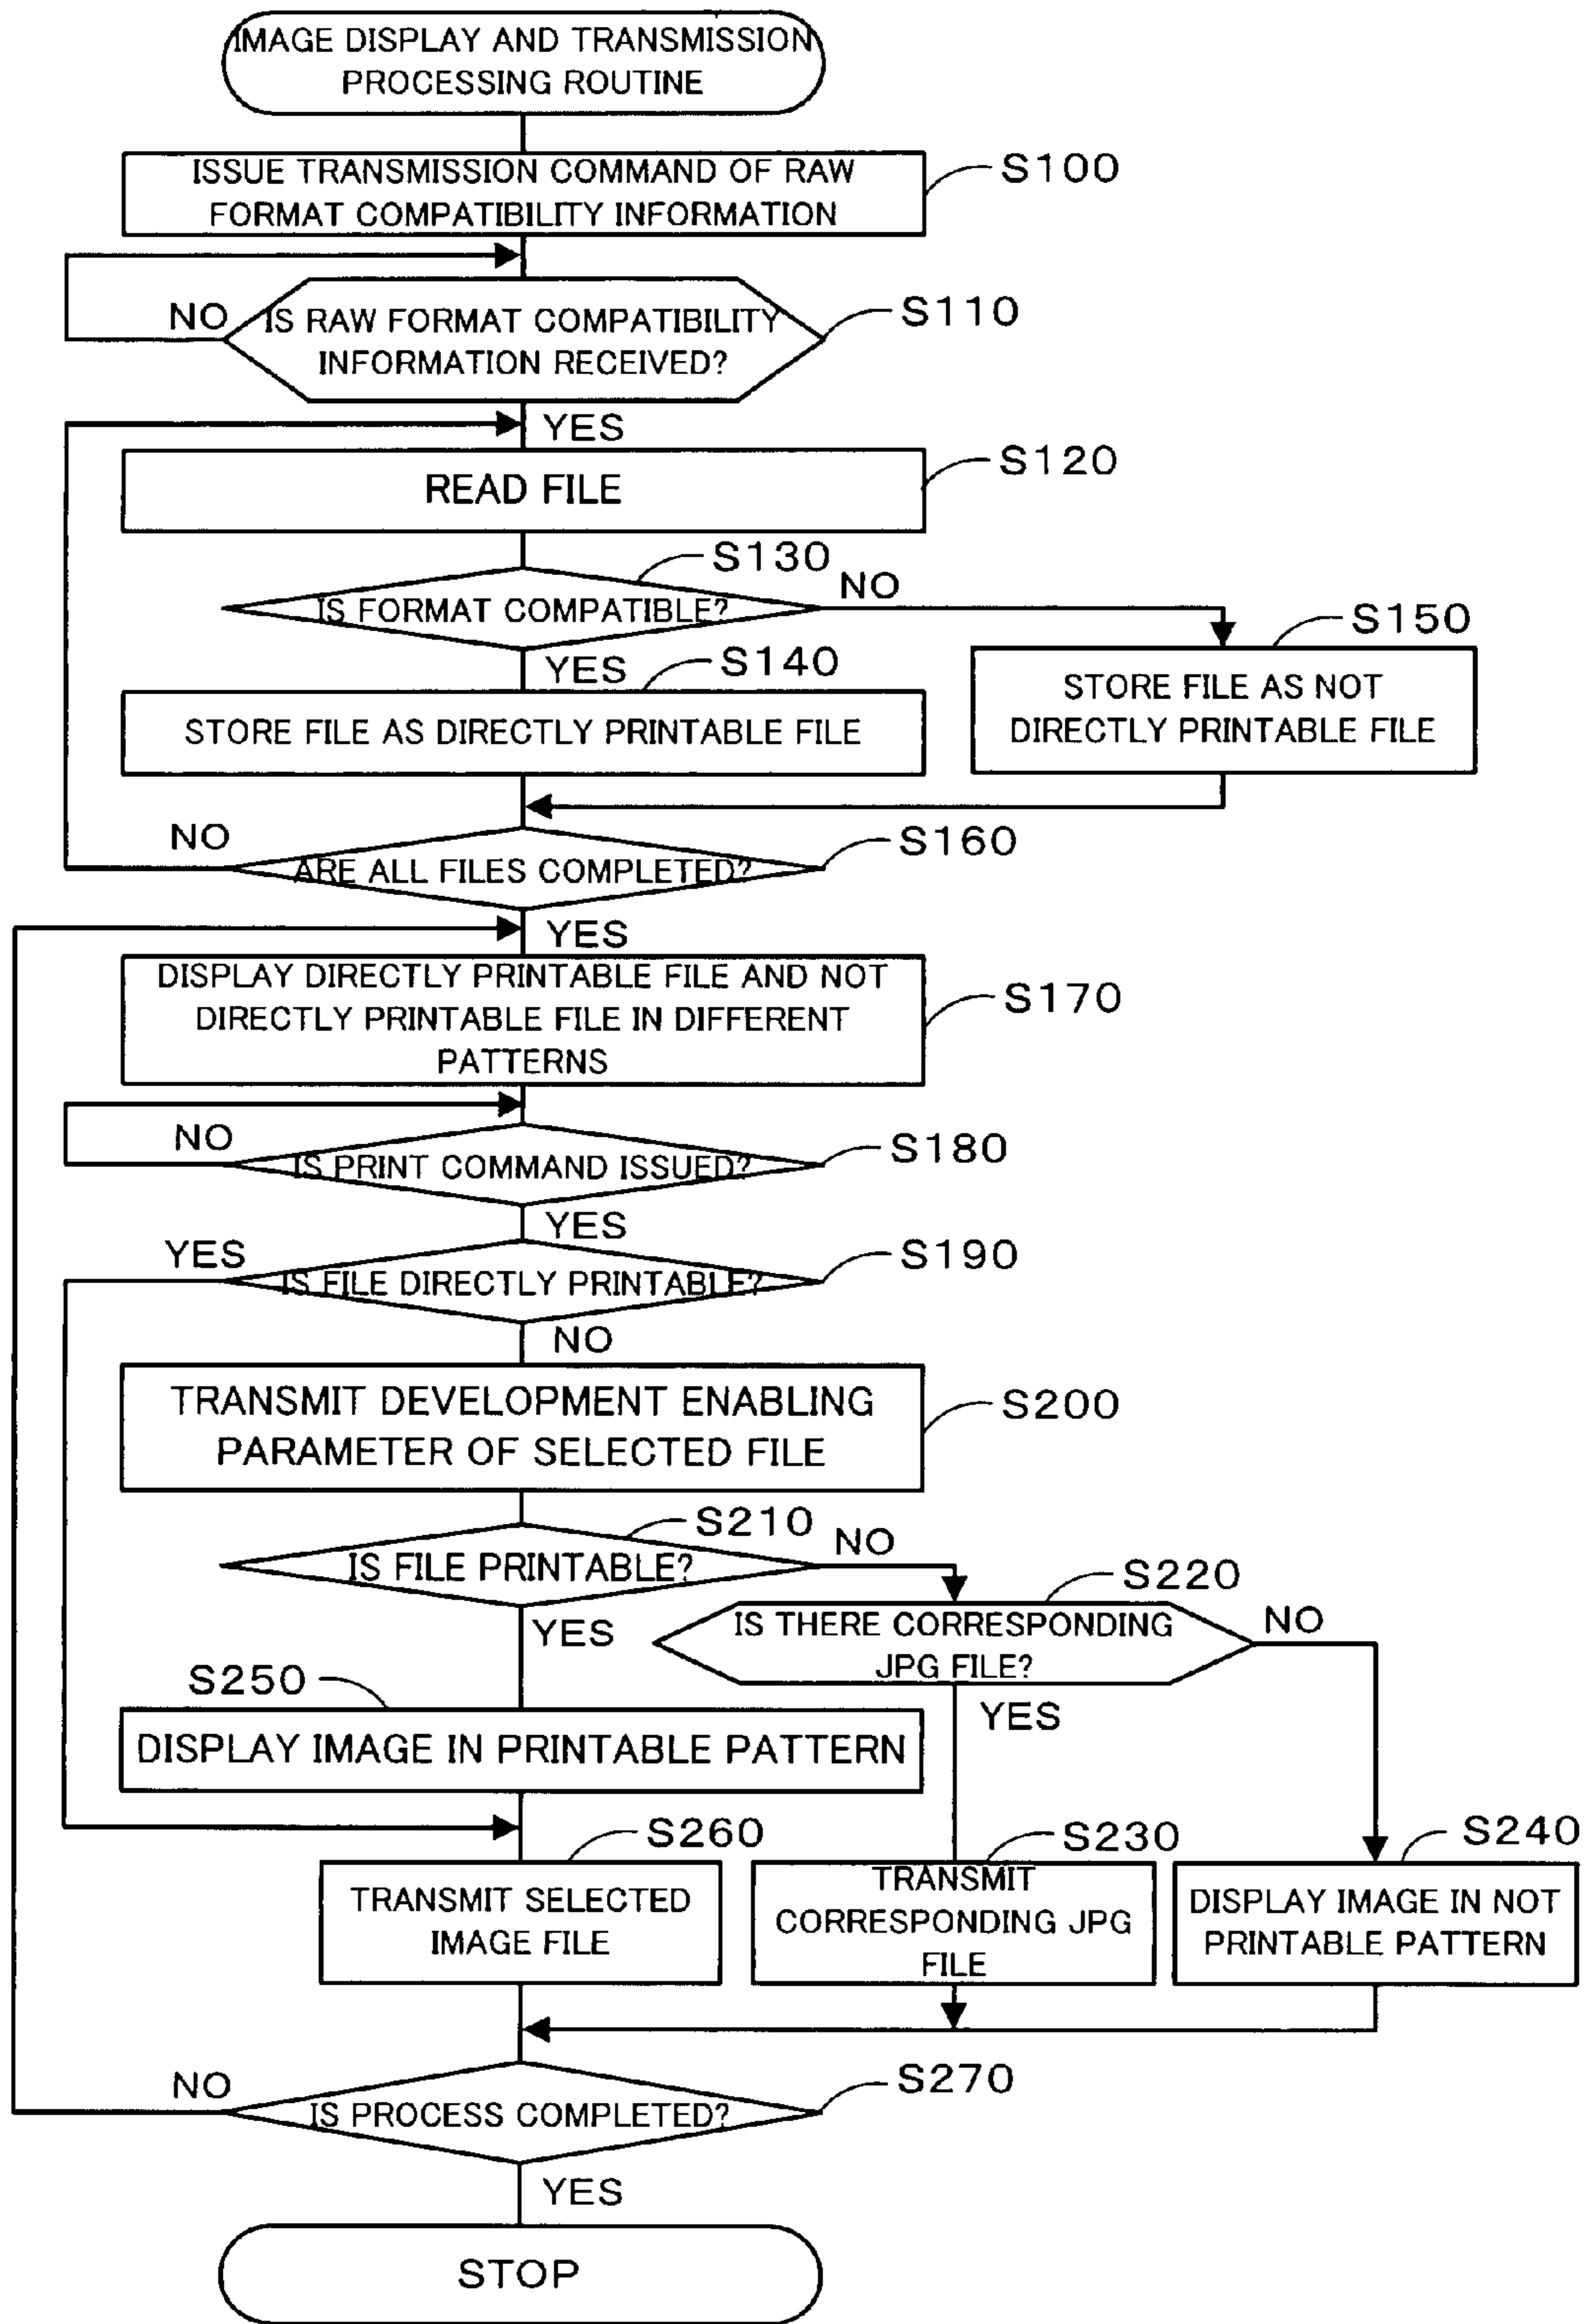 IMAGE DISPLAY AND TRANSMISSION
PROCESSING ROUTINE
ISSUE TRANSMISSION COMMAND OF RAW
FORMAT COMPATIBILITY INFORMATION
S100
NO
IS RAW FORMAT COMPATIBILITY
INFORMATION RECEIVED?
S110
YES
READ FILE
S120
S130
IS FORMAT COMPATIBLE?
NO
YES
S140
S150
STORE FILE AS DIRECTLY PRINTABLE FILE
STORE FILE AS NOT
DIRECTLY PRINTABLE FILE
NO
ARE ALL FILES COMPLETED?
S160
YES
DISPLAY DIRECTLY PRINTABLE FILE AND NOT
DIRECTLY PRINTABLE FILE IN DIFFERENT
PATTERNS
S170
NO
IS PRINT COMMAND ISSUED?
S180
YES
YES
IS FILE DIRECTLY PRINTABLE?
S190
NO
TRANSMIT DEVELOPMENT ENABLING
PARAMETER OF SELECTED FILE
S200
S210
IS FILE PRINTABLE?
NO
S220
YES
IS THERE CORRESPONDING
JPG FILE?
NO
S250
YES
DISPLAY IMAGE IN PRINTABLE PATTERN
S260
S230
S240
TRANSMIT SELECTED
IMAGE FILE
TRANSMIT
CORRESPONDING JPG
FILE
DISPLAY IMAGE IN NOT
PRINTABLE PATTERN
NO
IS PROCESS COMPLETED?
S270
YES
STOP